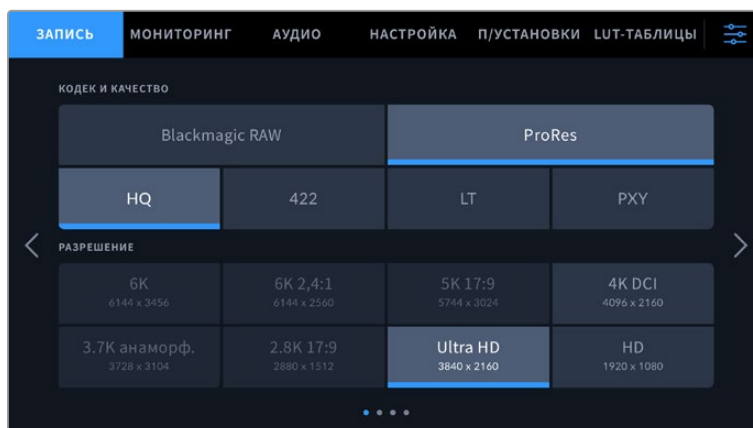 ЗАПИСЬ МОНИТОРИНГ АУДИО НАСТРОЙКА П/УСТАНОВКИ LUT-ТАБЛИЦЫ
КОДЕК И КАЧЕСТВО
Blackmagic RAW ProRes
HQ 422 LT PXY
РАЗРЕШЕНИЕ
6K 6K 2,4:1 5K 17:9 4K DCI
6144 x 3456 6144 x 2560 5744 x 3024 4096 x 2160
3.7K анаморф. 2.8K 17:9 Ultra HD HD
3728 x 3104 2880 x 1512 3840 x 2160 1920 x 1080